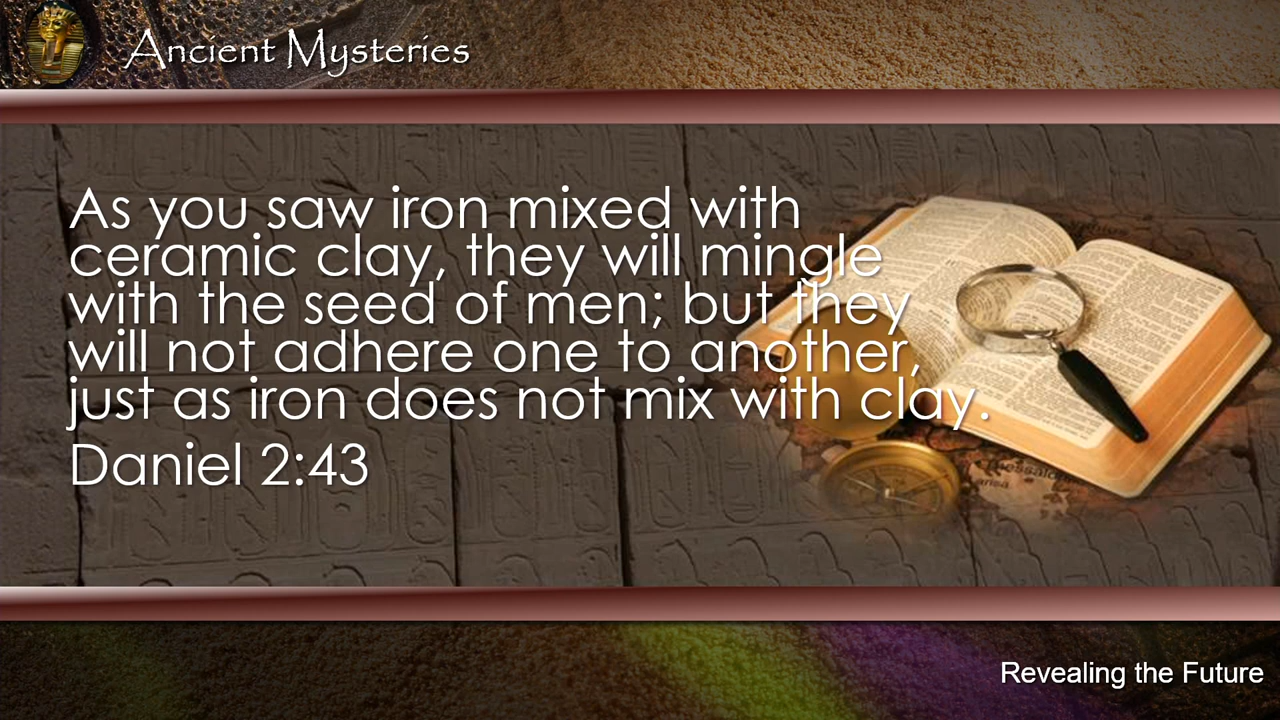 Ancient Mysteries
As you saw iron mixed with
ceramic clay, they will mingle
with the seed of men; but they
will not adhere one to another,
just as iron does not mix with clay.
Daniel 2:43
Revealing the Future